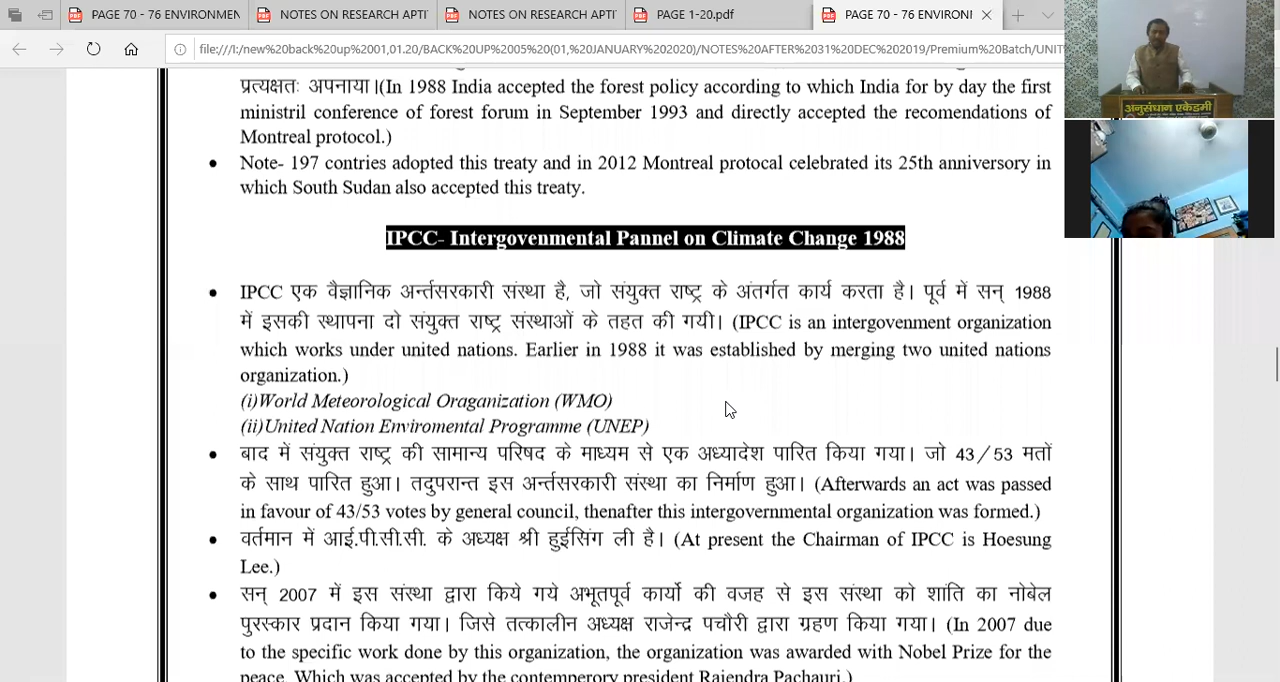 PAGE 70 - 76 ENVIRONMEN
NOTES ON RESEARCH APTI
NOTES ON RESEARCH APTI
PAGE 1-20.pdf
PAGE 70 - 76 ENVIRONI
file:///I:/new%20back%20up%2001,01.20/BACK%20UP%2005%20(01,%20JANUARY%202020)/NOTES%20AFTER%2031%20DEC%202019/Premium%20Batch/UNIT
अनुसंधान एकेडमी
प्रत्यक्षतः अपनाया।(In 1988 India accepted the forest policy according to which India for by day the first
ministril conference of forest forum in September 1993 and directly accepted the recomendations of
Montreal protocol.)
• Note- 197 contries adopted this treaty and in 2012 Montreal protocal celebrated its 25th anniversory in
which South Sudan also accepted this treaty.
IPCC- Intergovenmental Pannel on Climate Change 1988
• IPCC एक वैज्ञानिक अर्न्तसरकारी संस्था है, जो संयुक्त राष्ट्र के अंतर्गत कार्य करता है। पूर्व में सन् 1988
में इसकी स्थापना दो संयुक्त राष्ट्र संस्थाओं के तहत की गयी। (IPCC is an intergovenment organization
which works under united nations. Earlier in 1988 it was established by merging two united nations
organization.)
(i)World Meteorological Oraganization (WMO)
(ii)United Nation Enviromental Programme (UNEP)
• बाद में संयुक्त राष्ट्र की सामान्य परिषद के माध्यम से एक अध्यादेश पारित किया गया। जो 43/53 मतों
के साथ पारित हुआ। तदुपरान्त इस अर्न्तसरकारी संस्था का निर्माण हुआ। (Afterwards an act was passed
in favour of 43/53 votes by general council, thenafter this intergovernmental organization was formed.)
• वर्तमान में आई.पी.सी.सी. के अध्यक्ष श्री हुईसिंग ली है। (At present the Chairman of IPCC is Hoesung
Lee.)
• सन् 2007 में इस संस्था द्वारा किये गये अभूतपूर्व कार्यो की वजह से इस संस्था को शांति का नोबेल
पुरस्कार प्रदान किया गया। जिसे तत्कालीन अध्यक्ष राजेन्द्र पचौरी द्वारा ग्रहण किया गया। (In 2007 due
to the specific work done by this organization, the organization was awarded with Nobel Prize for the
peace. Which was accepted by the contemperory president Rajendra Pachauri.)